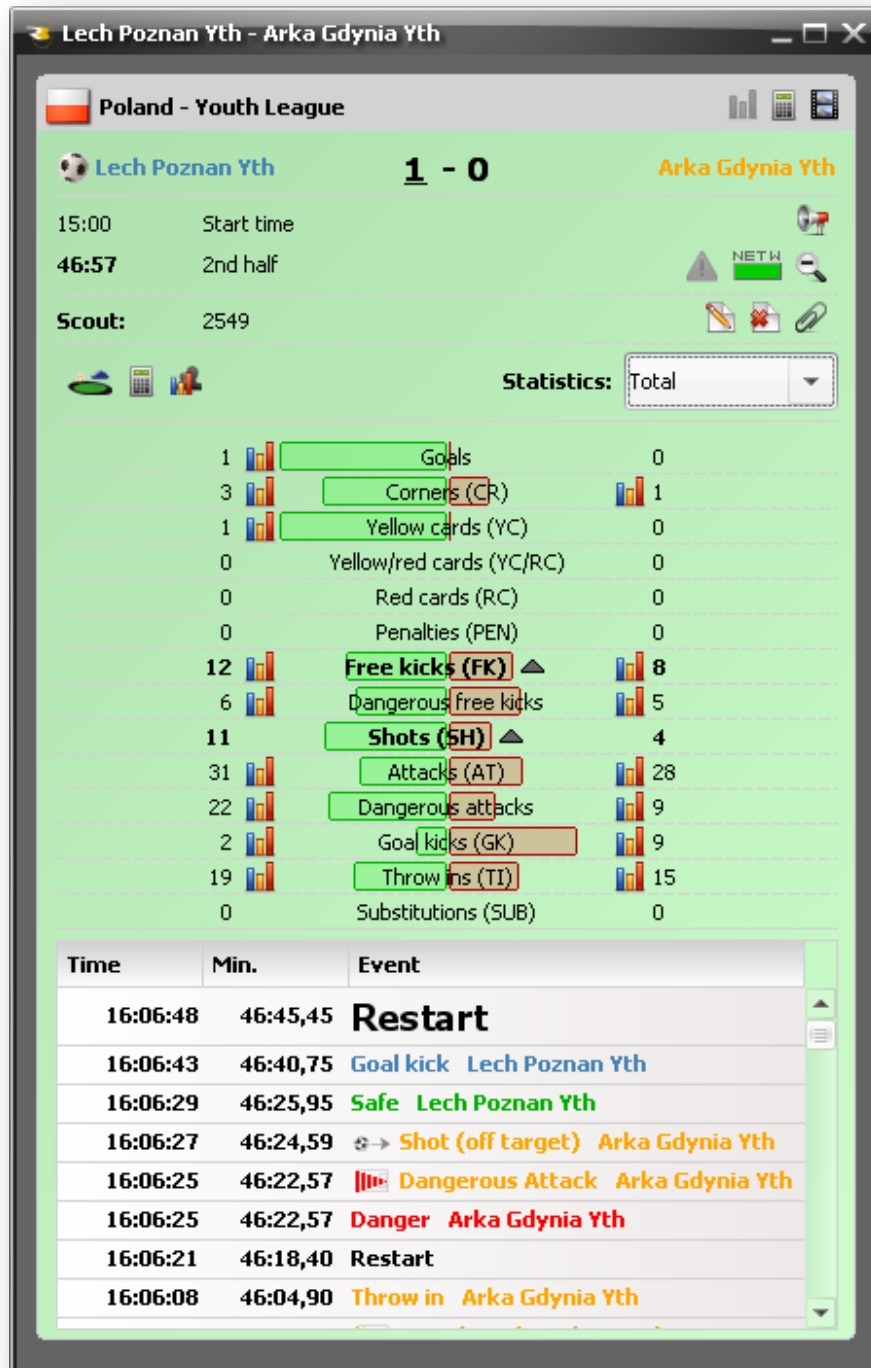 Lech Poznan Yth - Arka Gdynia Yth
Poland - Youth League
Lech Poznan Yth 1 - 0 Arka Gdynia Yth
15:00 Start time
46:57 2nd half NETW
Scout: 2549
Statistics: Total
1 Goals 0
3 Corners (CR) 1
1 Yellow cards (YC) 0
0 Yellow/red cards (YC/RC) 0
0 Red cards (RC) 0
0 Penalties (PEN) 0
12 Free kicks (FK) 8
6 Dangerous free kicks 5
11 Shots (SH) 4
31 Attacks (AT) 28
22 Dangerous attacks 9
2 Goal kicks (GK) 9
19 Throw ins (TI) 15
0 Substitutions (SUB) 0
Time Min. Event
16:06:48 46:45,45 Restart
16:06:43 46:40,75 Goal kick Lech Poznan Yth
16:06:29 46:25,95 Safe Lech Poznan Yth
16:06:27 46:24,59 Shot (off target) Arka Gdynia Yth
16:06:25 46:22,57 Dangerous Attack Arka Gdynia Yth
16:06:25 46:22,57 Danger Arka Gdynia Yth
16:06:21 46:18,40 Restart
16:06:08 46:04,90 Throw in Arka Gdynia Yth